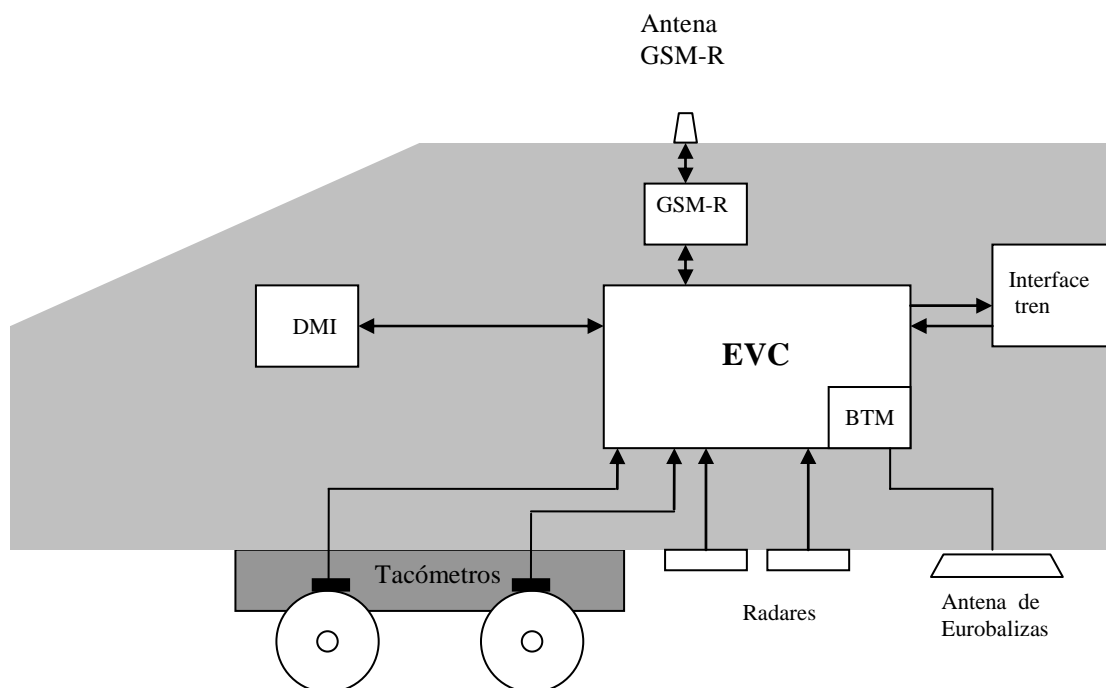 Antena
GSM-R
GSM-R
Interface
tren
DMI
EVC
BTM
Tacómetros
Radares
Antena de
Eurobalizas